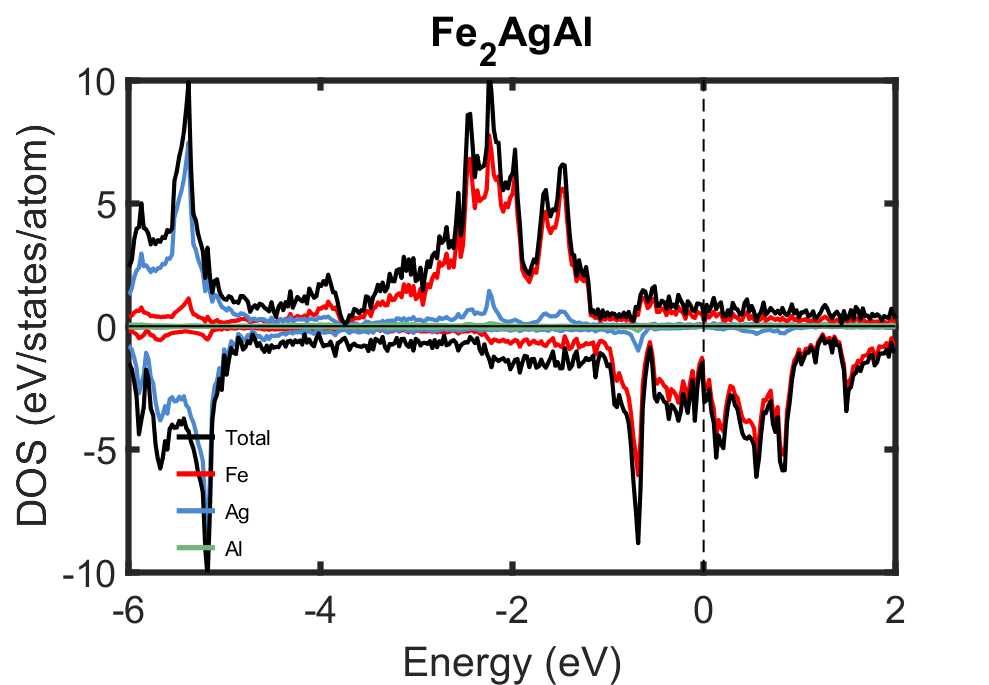 Fe2AgAl
10
5
0
-5
-10
DOS (eV/states/atom)
Total
Fe
Ag
Al
-6 -4 -2 0 2
Energy (eV)